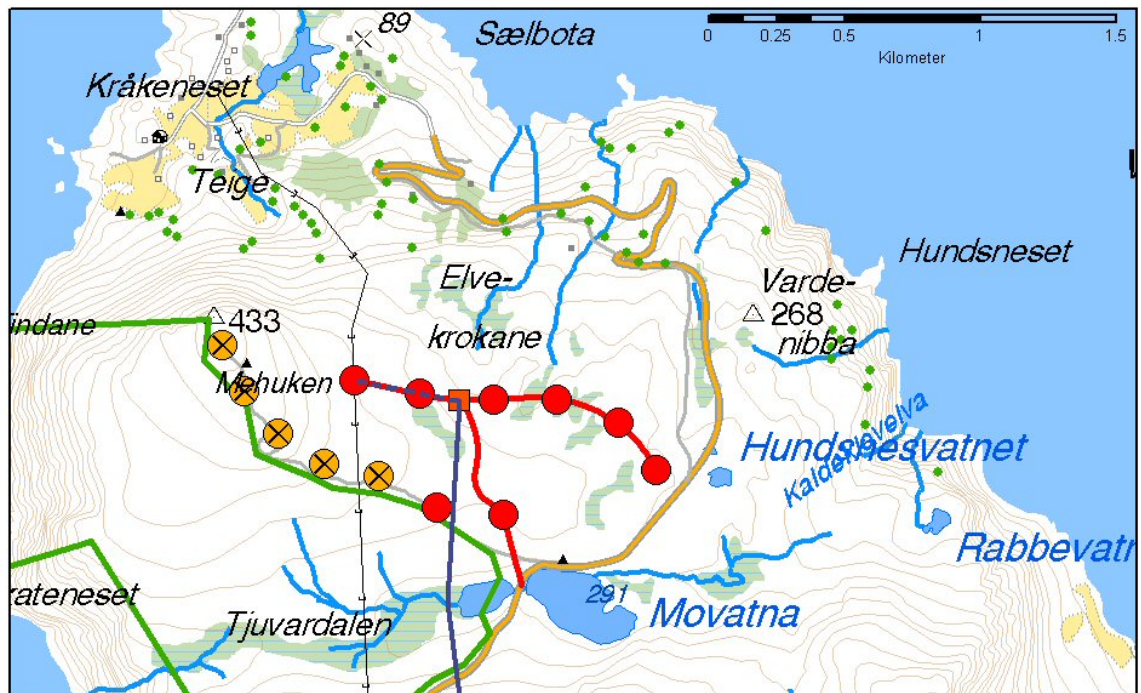 89
Sælbota
0 0.25 0.5 1 1.5
Kilometer
Kråkeneset
Teige
Hundsneset
Elve-
krokane
Varde-
268
nibba
indane
433
Mehuken
Hundsnesvatnet
Rabbevatn
291
Movatna
rateneset
Tjuvardalen